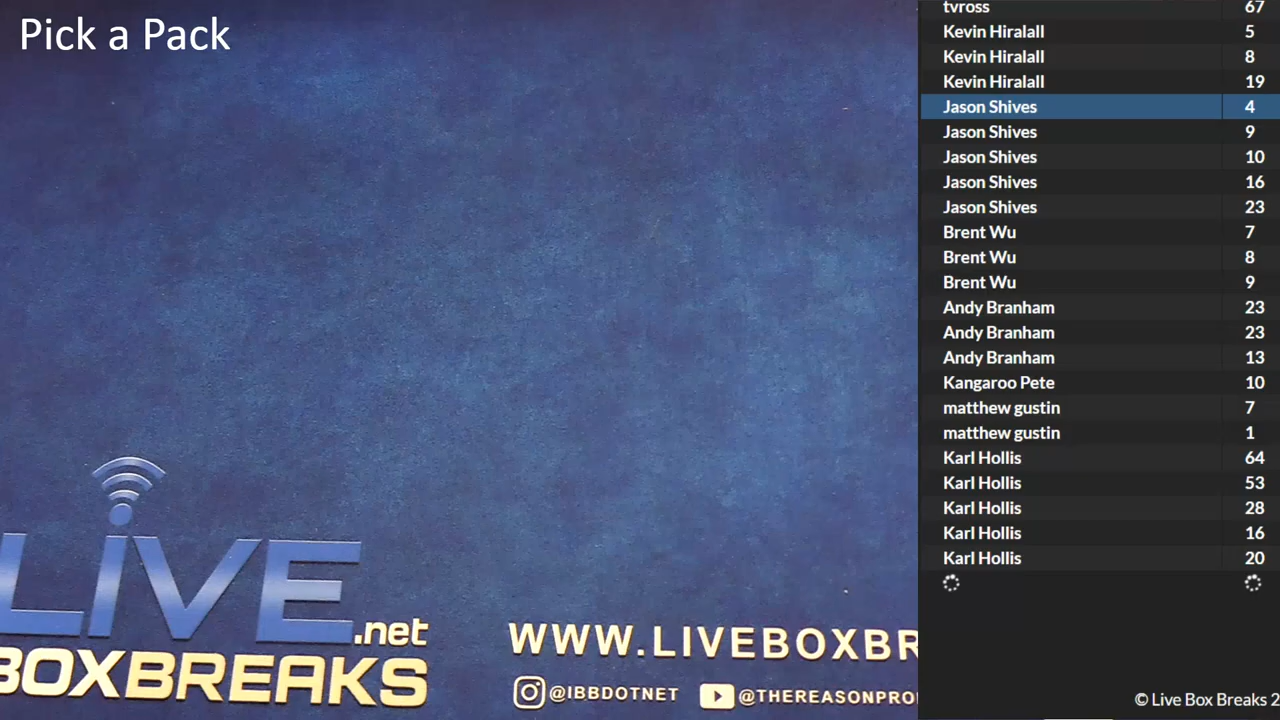 Pick a Pack
tvross 67
Kevin Hiralall 5
Kevin Hiralall 8
Kevin Hiralall 19
Jason Shives 4
Jason Shives 9
Jason Shives 10
Jason Shives 16
Jason Shives 23
Brent Wu 7
Brent Wu 8
Brent Wu 9
Andy Branham 23
Andy Branham 23
Andy Branham 13
Kangaroo Pete 10
matthew gustin 7
matthew gustin 1
Karl Hollis 64
Karl Hollis 53
Karl Hollis 28
Karl Hollis 16
Karl Hollis 20
LIVE.net
BOXBREAKS
WWW.LIVEBOXBR
@IBBDOTNET @THEREASONPRO
© Live Box Breaks 2